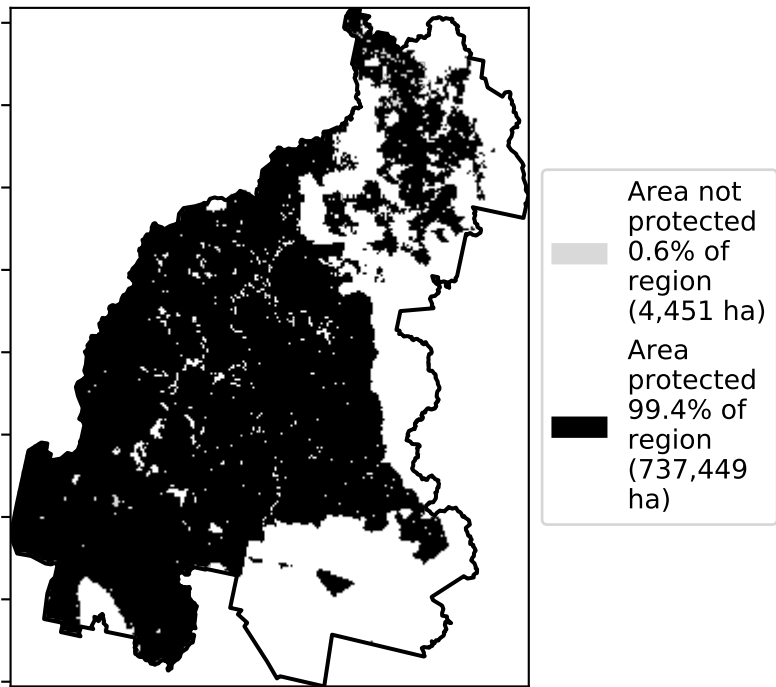 Area not
protected
0.6% of
region
(4,451 ha)
Area
protected
99.4% of
region
(737,449
ha)